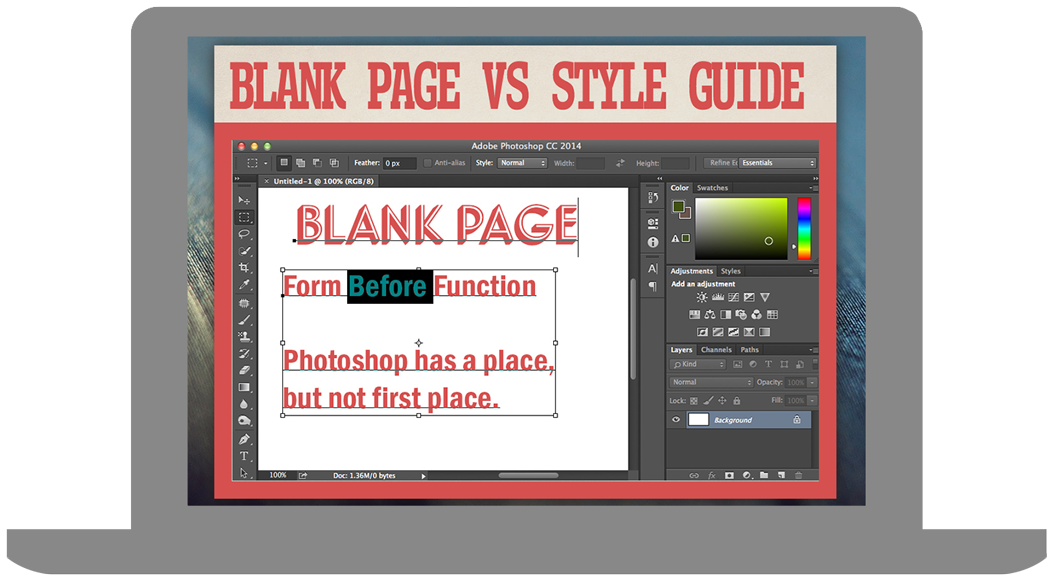 BLANK PAGE VS STYLE GUIDE
Adobe Photoshop CC 2014
Feather: 0 px Anti-alias Style: Normal Width: Height: Refine Essentials
× Untitled-1 @ 100% (RGB/8)
BLANK PAGE
Form Before Function
Photoshop has a place,
but not first place.
100% Doc: 1.36M/0 bytes
Color Swatches
Adjustments Styles
Add an adjustment
Layers Channels Paths
Kind
Normal Opacity: 100%
Lock: Fill: 100%
Background
fx